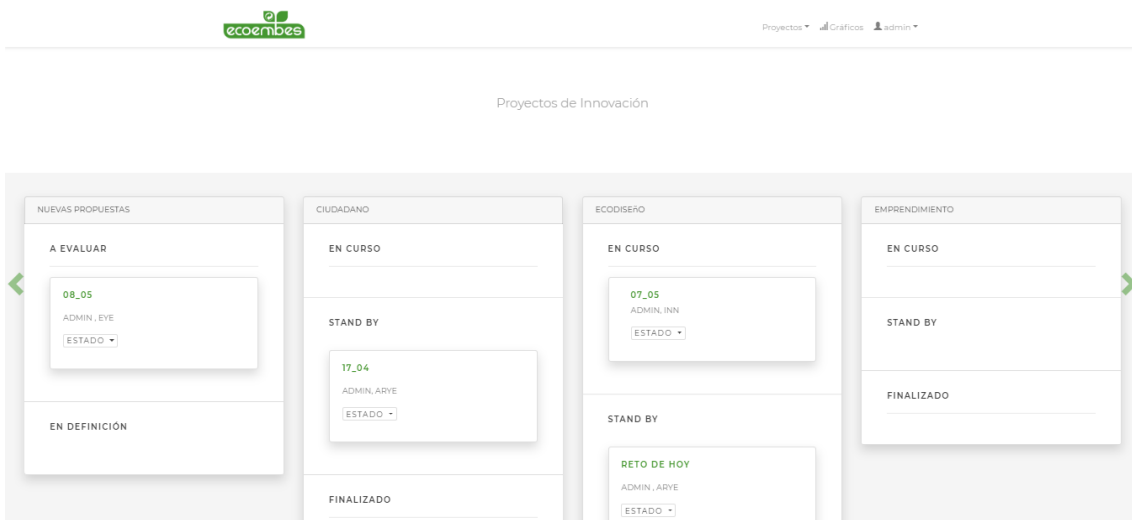 ecoembes
Proyectos Gráficos admin
Proyectos de Innovación
NUEVAS PROPUESTAS
A EVALUAR
08_05
ADMIN , EYE
ESTADO
EN DEFINICIÓN
CIUDADANO
EN CURSO
STAND BY
17_04
ADMIN, ARYE
ESTADO
FINALIZADO
ECODISEñO
EN CURSO
07_05
ADMIN, INN
ESTADO
STAND BY
RETO DE HOY
ADMIN , ARYE
ESTADO
EMPRENDIMIENTO
EN CURSO
STAND BY
FINALIZADO